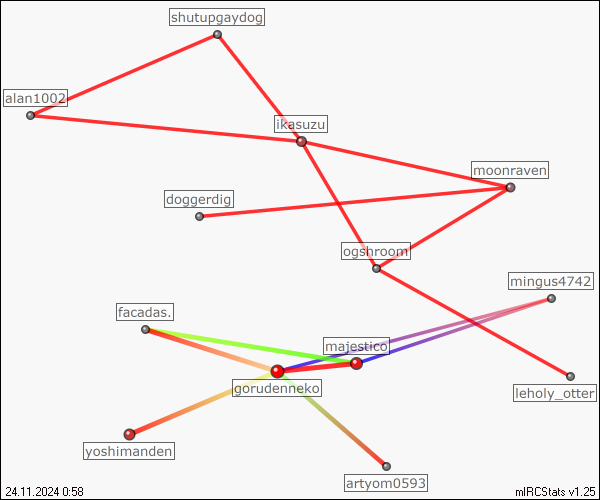 shutupgaydog
alan1002
ikasuzu
moonraven
doggerdig
ogshroom
mingus4742
facadas.
majestico
gorudenneko
leholy_otter
yoshimanden
artyom0593
24.11.2024 0:58
mIRCStats v1.25